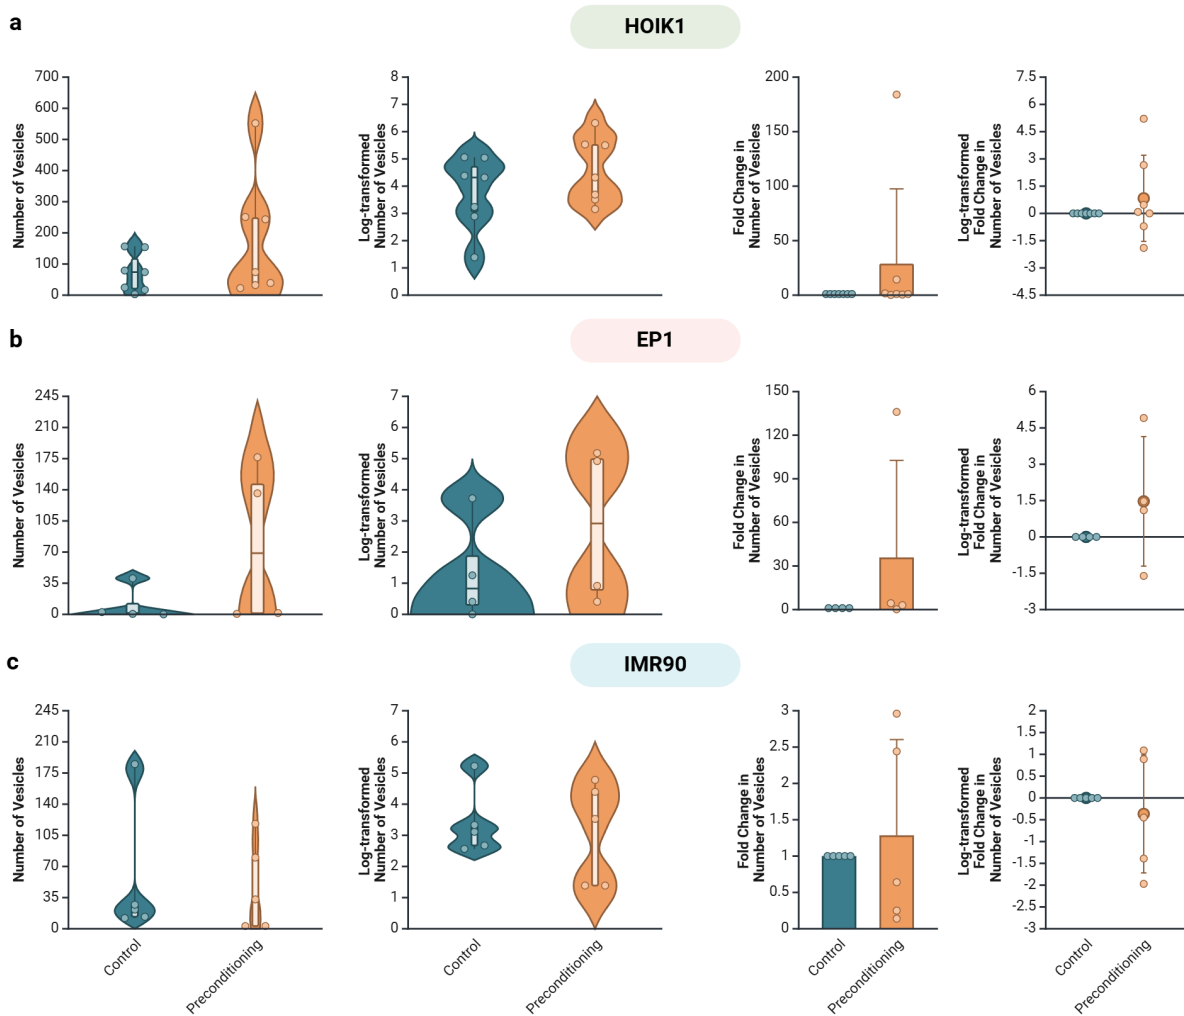 a
HOIK1
Number of Vesicles
700
600
500
400
300
200
100
0
Log-transformed
Number of Vesicles
8
7
6
5
4
3
2
1
0
Fold Change in
Number of Vesicles
200
150
100
50
0
Log-transformed
Fold Change in
Number of Vesicles
7.5
6
4.5
3
1.5
0
-1.5
-3
-4.5
b
EP1
Number of Vesicles
245
210
175
140
105
70
35
0
Log-transformed
Number of Vesicles
7
6
5
4
3
2
1
0
Fold Change in
Number of Vesicles
150
120
90
60
30
0
Log-transformed
Fold Change in
Number of Vesicles
6
4.5
3
1.5
0
-1.5
-3
c
IMR90
Number of Vesicles
245
210
175
140
105
70
35
0
Control
Preconditioning
Log-transformed
Number of Vesicles
7
6
5
4
3
2
1
0
Control
Preconditioning
Fold Change in
Number of Vesicles
3
2.5
2
1.5
1
0.5
0
Control
Preconditioning
Log-transformed
Fold Change in
Number of Vesicles
2
1.5
1
0.5
0
-0.5
-1
-1.5
-2
-2.5
-3
Control
Preconditioning